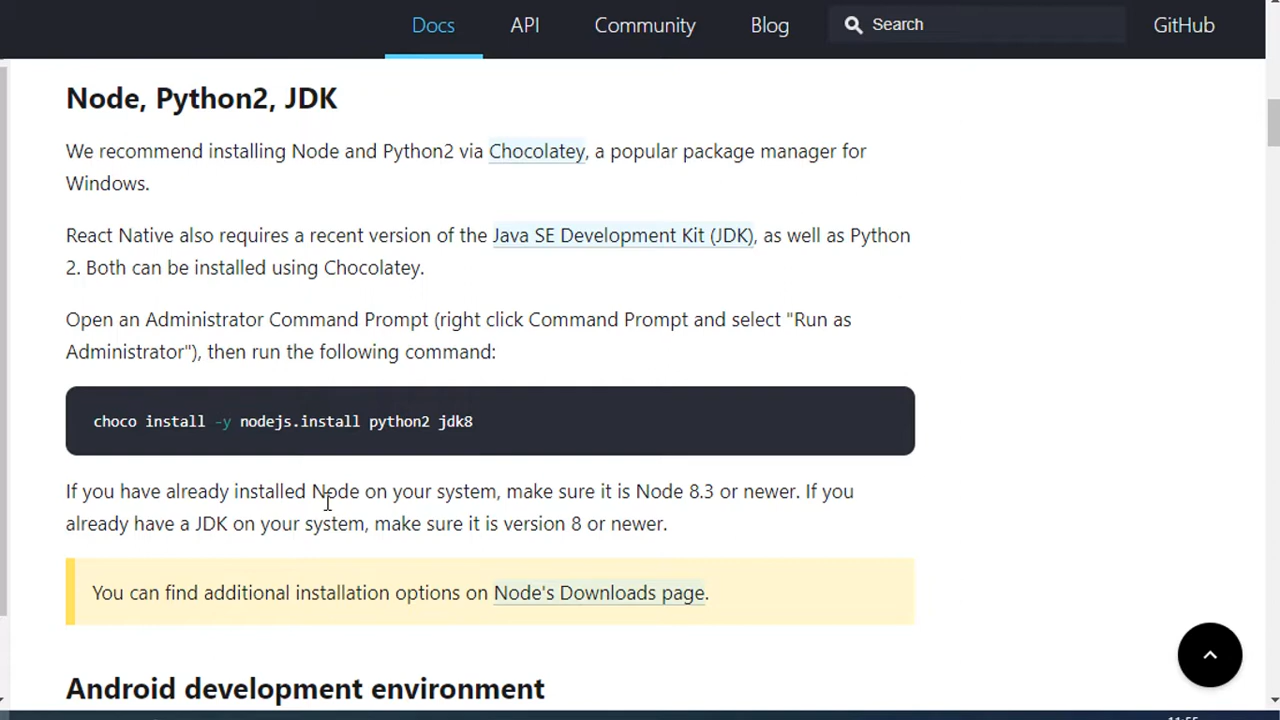 Docs API Community Blog Search GitHub
Node, Python2, JDK
We recommend installing Node and Python2 via Chocolatey, a popular package manager for
Windows.
React Native also requires a recent version of the Java SE Development Kit (JDK), as well as Python
2. Both can be installed using Chocolatey.
Open an Administrator Command Prompt (right click Command Prompt and select "Run as
Administrator"), then run the following command:
choco install -y nodejs.install python2 jdk8
If you have already installed Node on your system, make sure it is Node 8.3 or newer. If you
already have a JDK on your system, make sure it is version 8 or newer.
You can find additional installation options on Node's Downloads page.
Android development environment